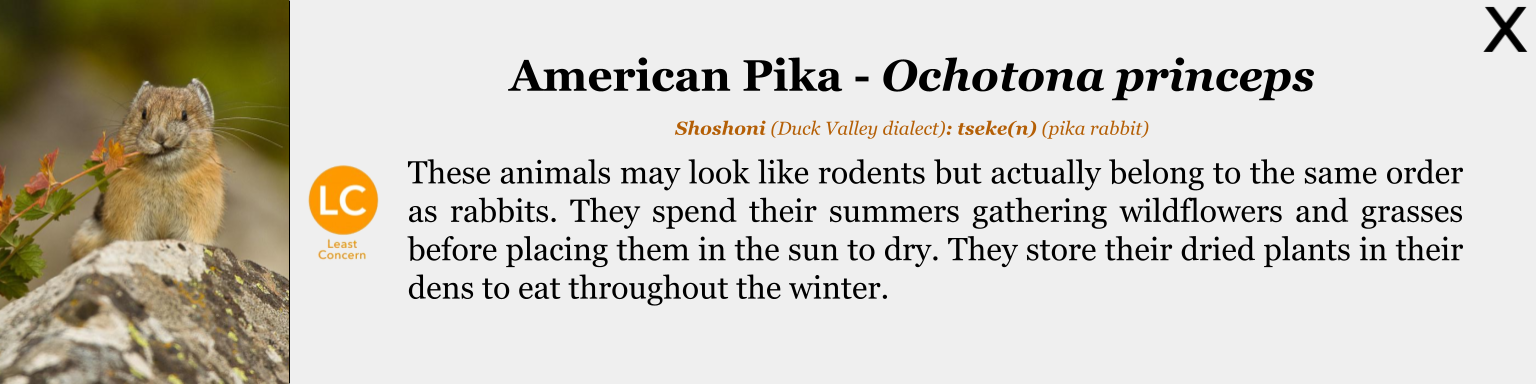 X
American Pika - Ochotona princeps
Shoshoni (Duck Valley dialect): tseke(n) (pika rabbit)
These animals may look like rodents but actually belong to the same order
as rabbits. They spend their summers gathering wildflowers and grasses
before placing them in the sun to dry. They store their dried plants in their
dens to eat throughout the winter.
LC
Least
Concern